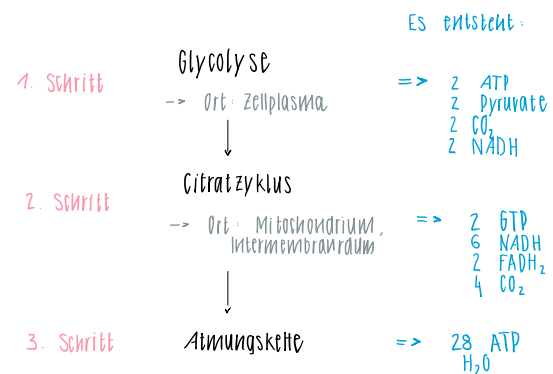 Es entsteht:
1. Schritt
Glycolyse
--> Ort: Zellplasma
=> 2 ATP
2 Pyruvate
2 CO₂
2 NADH
2. Schritt
Citratzyklus
--> Ort: Mitochondrium,
Intermembranraum
=> 2 GTP
6 NADH
2 FADH₂
4 CO₂
3. Schritt
Atmungskette
=> 28 ATP
H₂O